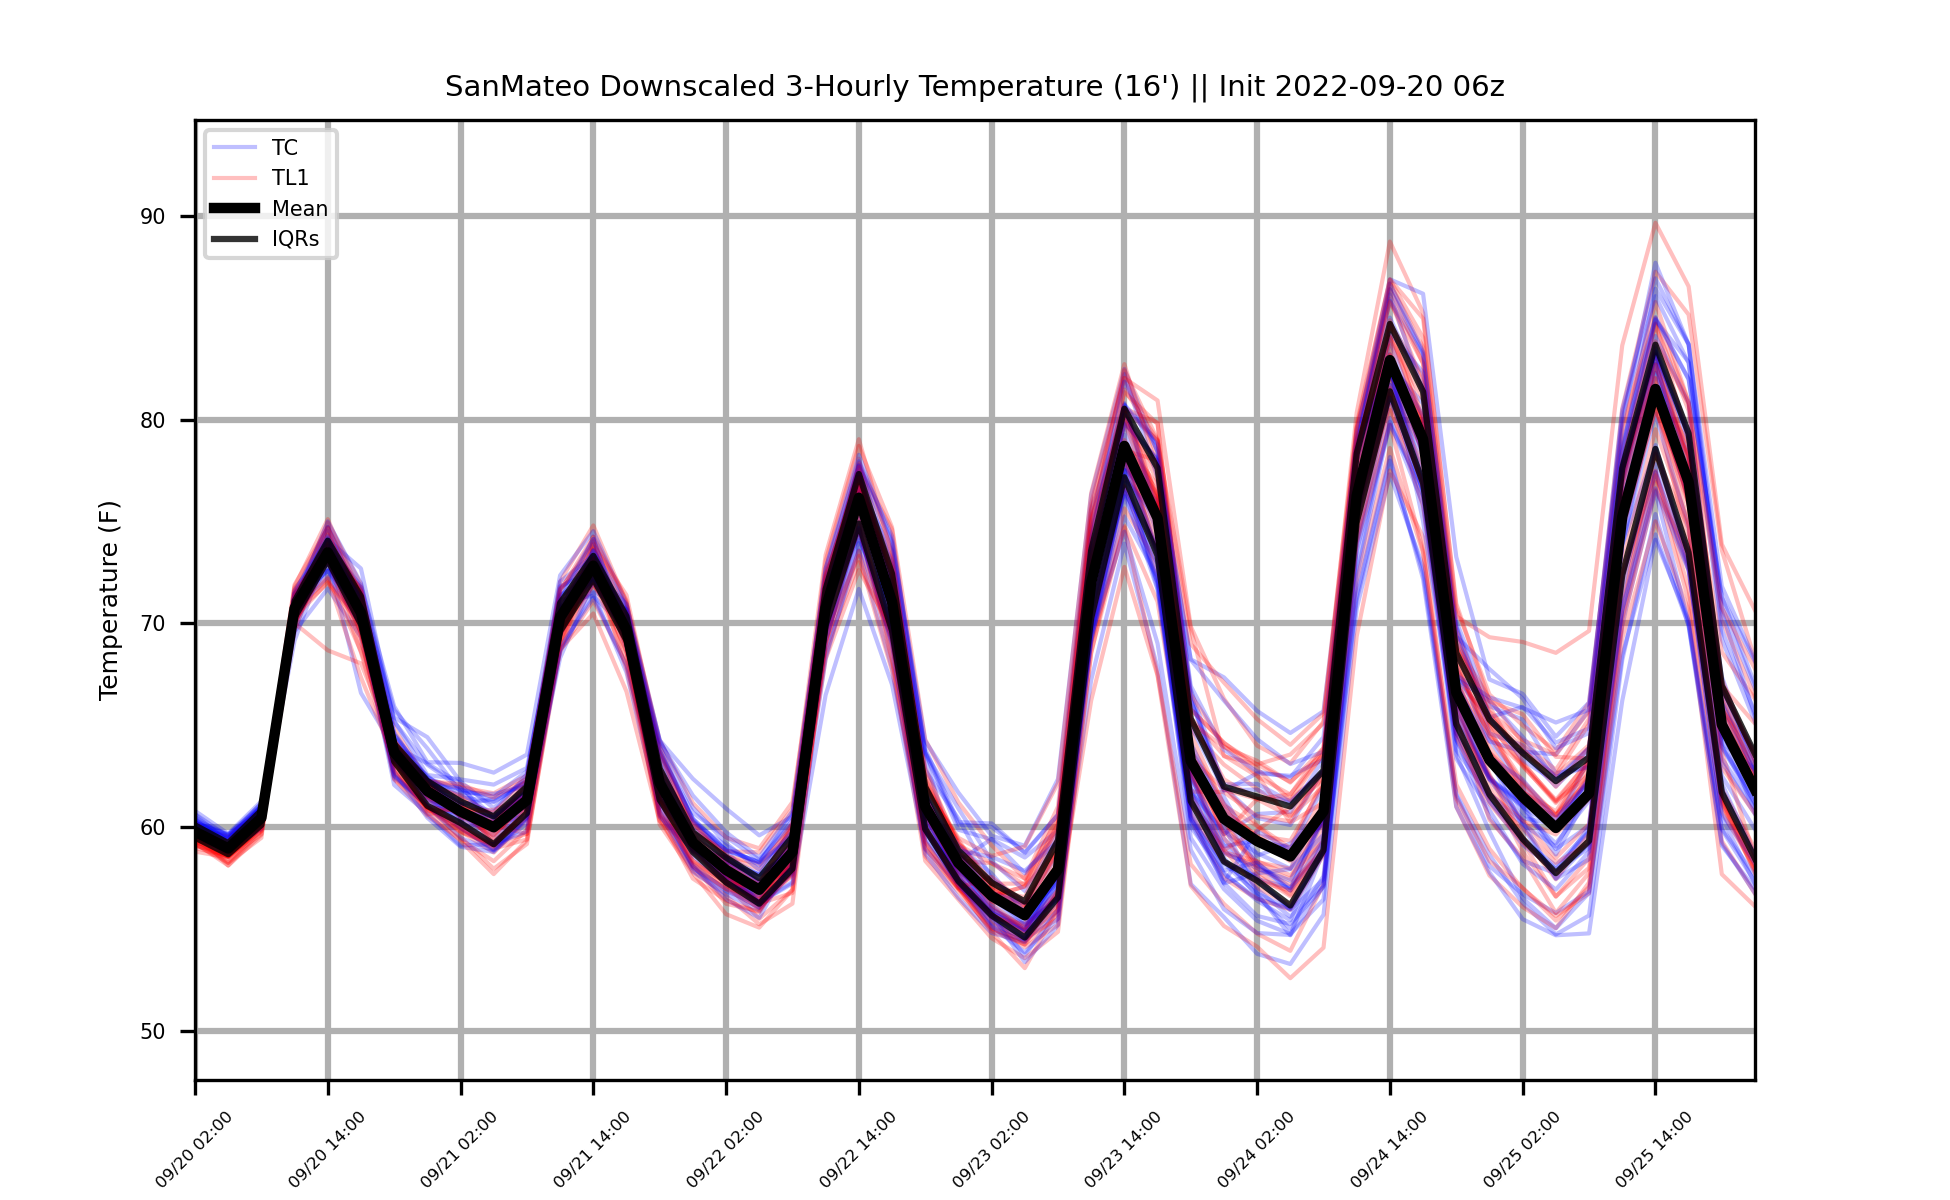 SanMateo Downscaled 3-Hourly Temperature (16') || Init 2022-09-20 06z
TC
TL1
Mean
IQRs
Temperature (F)
90
80
70
60
50
09/20 02:00
09/20 14:00
09/21 02:00
09/21 14:00
09/22 02:00
09/22 14:00
09/23 02:00
09/23 14:00
09/24 02:00
09/24 14:00
09/25 02:00
09/25 14:00